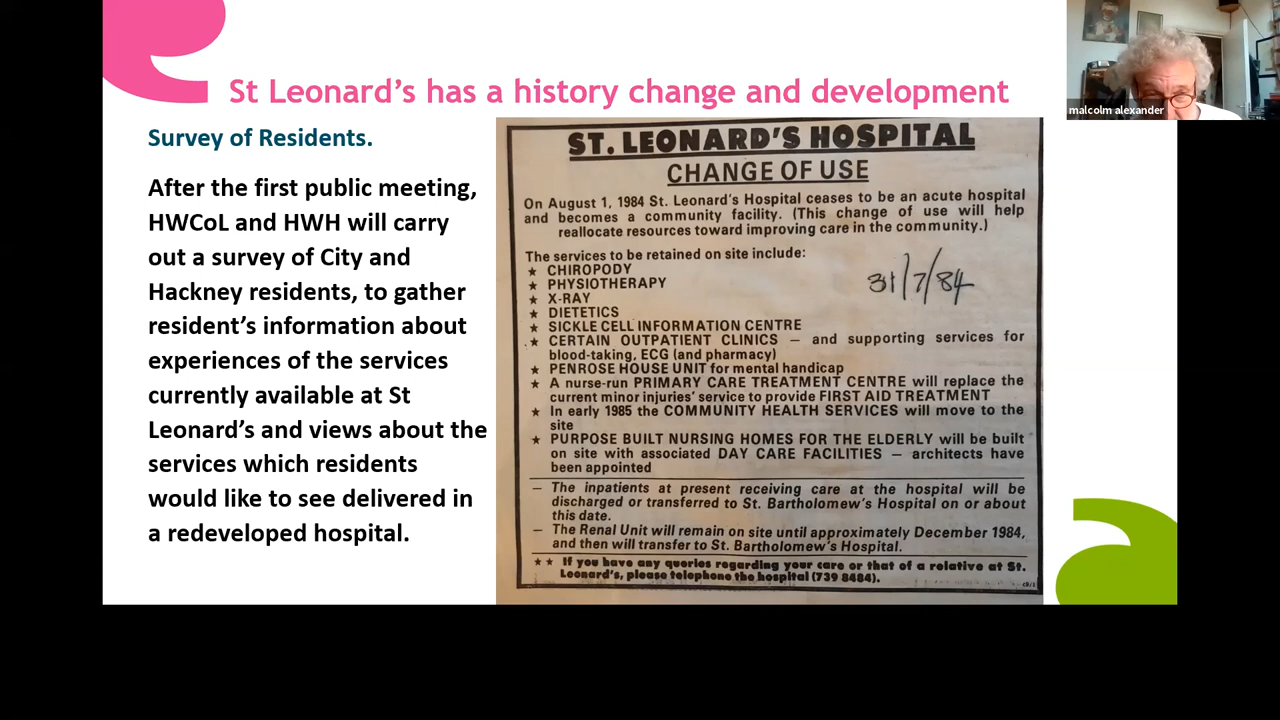 St Leonard's has a history change and development
malcolm alexander
Survey of Residents.
After the first public meeting,
HWCoL and HWH will carry
out a survey of City and
Hackney residents, to gather
resident's information about
experiences of the services
currently available at St
Leonard's and views about the
services which residents
would like to see delivered in
a redeveloped hospital.
ST. LEONARD'S HOSPITAL
CHANGE OF USE
On August 1, 1984 St. Leonard's Hospital ceases to be an acute hospital
and becomes a community facility. (This change of use will help
reallocate resources toward improving care in the community.)
The services to be retained on site include:
★ CHIROPODY
★ PHYSIOTHERAPY
★ X-RAY
★ DIETETICS
★ SICKLE CELL INFORMATION CENTRE
★ CERTAIN OUTPATIENT CLINICS — and supporting services for
blood-taking, ECG (and pharmacy)
★ PENROSE HOUSE UNIT for mental handicap
★ A nurse-run PRIMARY CARE TREATMENT CENTRE will replace the
current minor injuries' service to provide FIRST AID TREATMENT
★ In early 1985 the COMMUNITY HEALTH SERVICES will move to the
site
★ PURPOSE BUILT NURSING HOMES FOR THE ELDERLY will be built
on site with associated DAY CARE FACILITIES — architects have
been appointed
31/7/84
— The inpatients at present receiving care at the hospital will be
discharged or transferred to St. Bartholomew's Hospital on or about
this date.
— The Renal Unit will remain on site until approximately December 1984,
and then will transfer to St. Bartholomew's Hospital.
★★ If you have any queries regarding your care or that of a relative at St.
Leonard's, please telephone the hospital (739 8484).